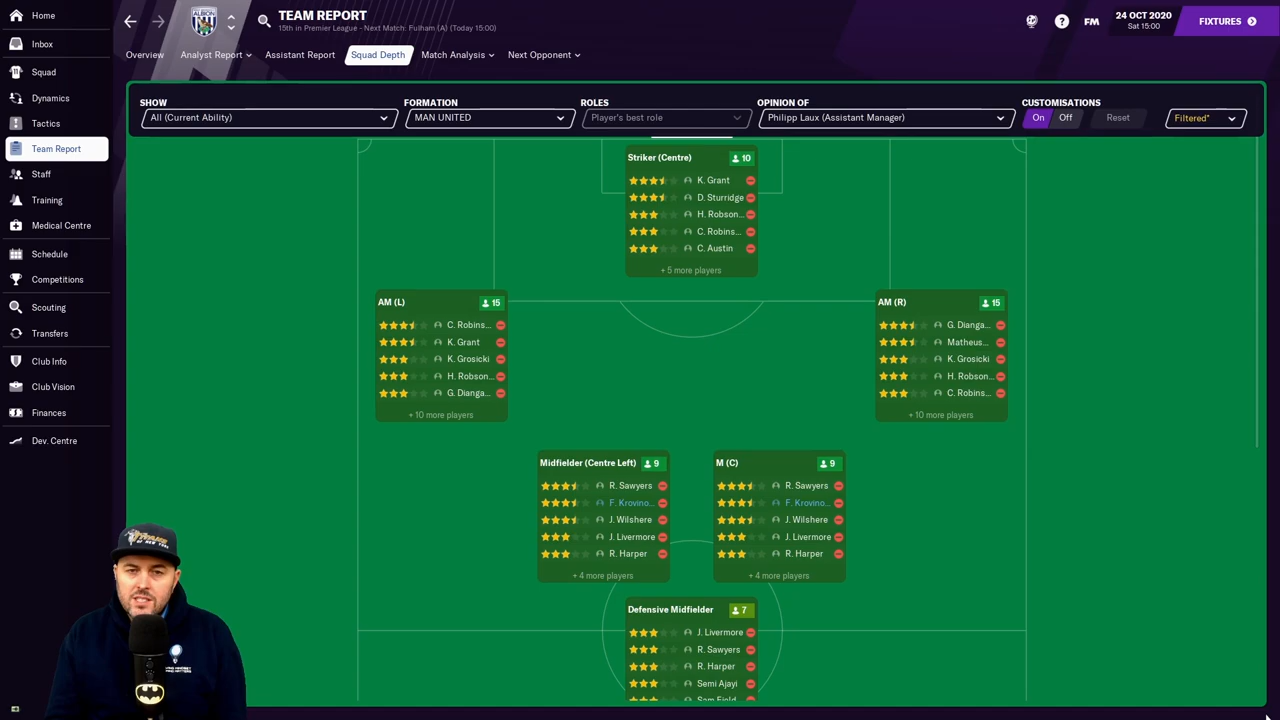 Home
Inbox
Squad
Dynamics
Tactics
Team Report
Staff
Training
Medical Centre
Schedule
Competitions
Scouting
Transfers
Club Info
Club Vision
Finances
Dev. Centre
ALBION
TEAM REPORT
15th in Premier League - Next Match: Fulham (A) (Today 15:00)
FM
24 OCT 2020
Sat 15:00
FIXTURES
Overview
Analyst Report
Assistant Report
Squad Depth
Match Analysis
Next Opponent
SHOW
All (Current Ability)
FORMATION
MAN UNITED
ROLES
Player's best role
OPINION OF
Philipp Laux (Assistant Manager)
CUSTOMISATIONS
On Off Reset
Filtered*
Striker (Centre) 10
K. Grant
D. Sturridge
H. Robson...
C. Robins...
C. Austin
+ 5 more players
AM (L) 15
C. Robins...
K. Grant
K. Grosicki
H. Robson...
G. Dianga...
+ 10 more players
AM (R) 15
G. Dianga...
Matheus...
K. Grosicki
H. Robson...
C. Robins...
+ 10 more players
Midfielder (Centre Left) 9
R. Sawyers
F. Krovino...
J. Wilshere
J. Livermore
R. Harper
+ 4 more players
M (C) 9
R. Sawyers
F. Krovino...
J. Wilshere
J. Livermore
R. Harper
+ 4 more players
Defensive Midfielder 7
J. Livermore
R. Sawyers
R. Harper
Semi Ajayi
Sam Field